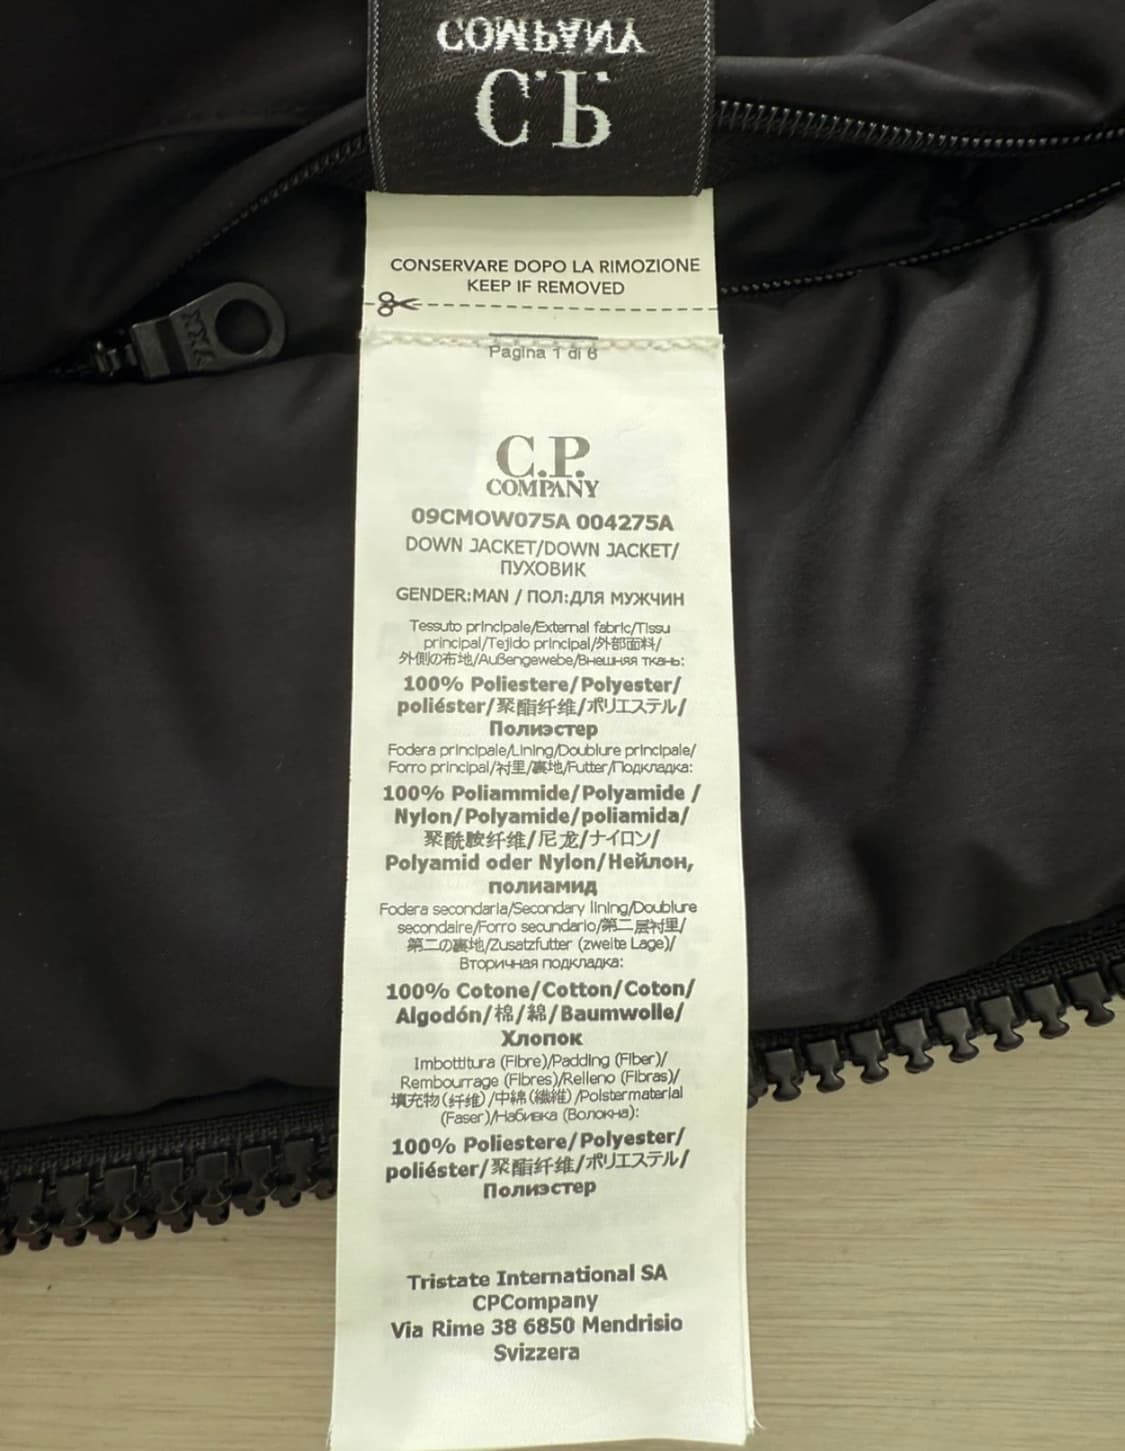 C.P.
COMPANY
CONSERVARE DOPO LA RIMOZIONE
KEEP IF REMOVED
Pagina 1 di 6
C.P.
COMPANY
09CMOW075A 004275A
DOWN JACKET/DOWN JACKET/
ПУХОВИК
GENDER:MAN / ПОЛ:ДЛЯ МУЖЧИН
Tessuto principale/External fabric/Tissu
principal/Tejido principal/外部面料/
外側の布地/Außengewebe/Внешняя ткань:
100% Poliestere/Polyester/
poliéster/聚酯纤维/ポリエステル/
Полиэстер
Fodera principale/Lining/Doublure principale/
Forro principal/衬里/裏地/Futter/Подкладка:
100% Poliammide/Polyamide /
Nylon/Polyamide/poliamida/
聚酰胺纤维/尼龙/ナイロン/
Polyamid oder Nylon/Нейлон,
полиамид
Fodera secondaria/Secondary lining/Doublure
secondaire/Forro secundario/第二层衬里/
第二の裏地/Zusatzfutter (zweite Lage)/
Вторичная подкладка:
100% Cotone/Cotton/Coton/
Algodón/棉/綿/Baumwolle/
Хлопок
Imbottitura (Fibre)/Padding (Fiber)/
Rembourrage (Fibres)/Relleno (Fibras)/
填充物(纤维)/中綿(繊維)/Polstermaterial
(Faser)/Набивка (Волокна):
100% Poliestere/Polyester/
poliéster/聚酯纤维/ポリエステル/
Полиэстер
Tristate International SA
CPCompany
Via Rime 38 6850 Mendrisio
Svizzera
YKK